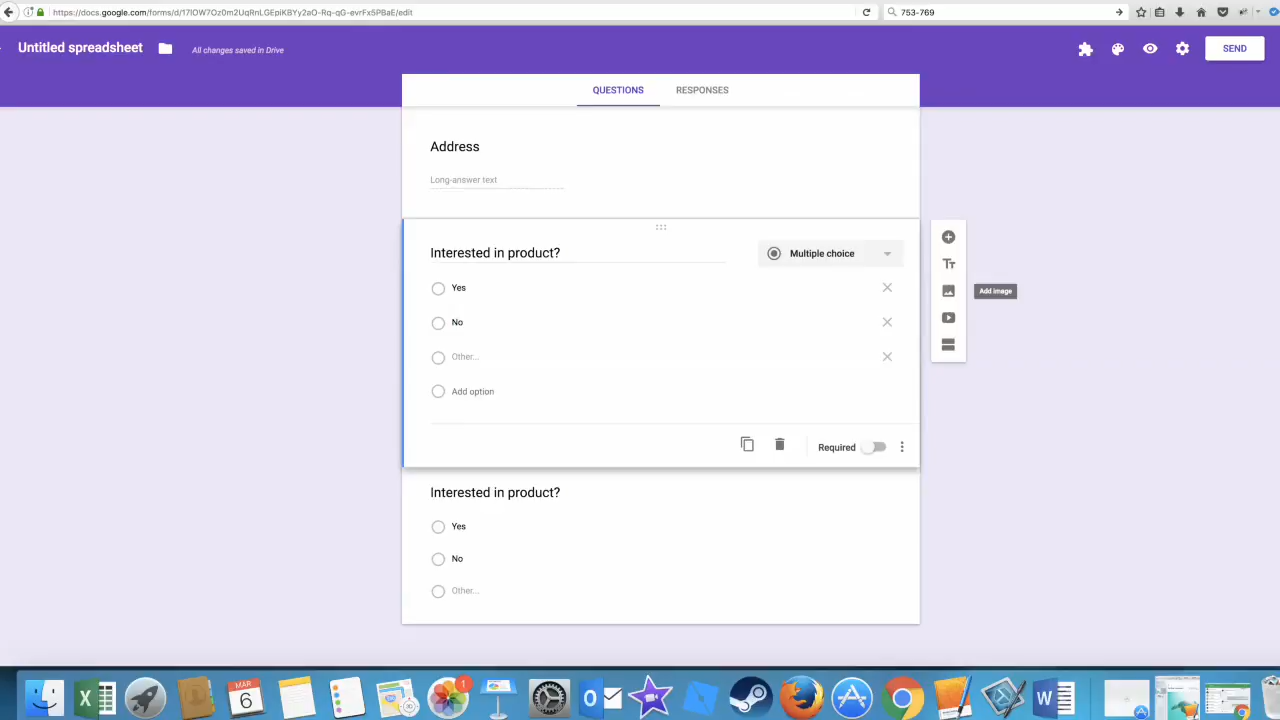 https://docs.google.com/forms/d/17IOW7Oz0m2UqRnLGEpiKBYy2aO-Rq-qG-evrFx5PBaE/edit
753-769
Untitled spreadsheet
All changes saved in Drive
SEND
QUESTIONS RESPONSES
Address
Long-answer text
Interested in product?
Multiple choice
Yes
Add image
No
Other...
Add option
Required
Interested in product?
Yes
No
Other...
MAR
6
1